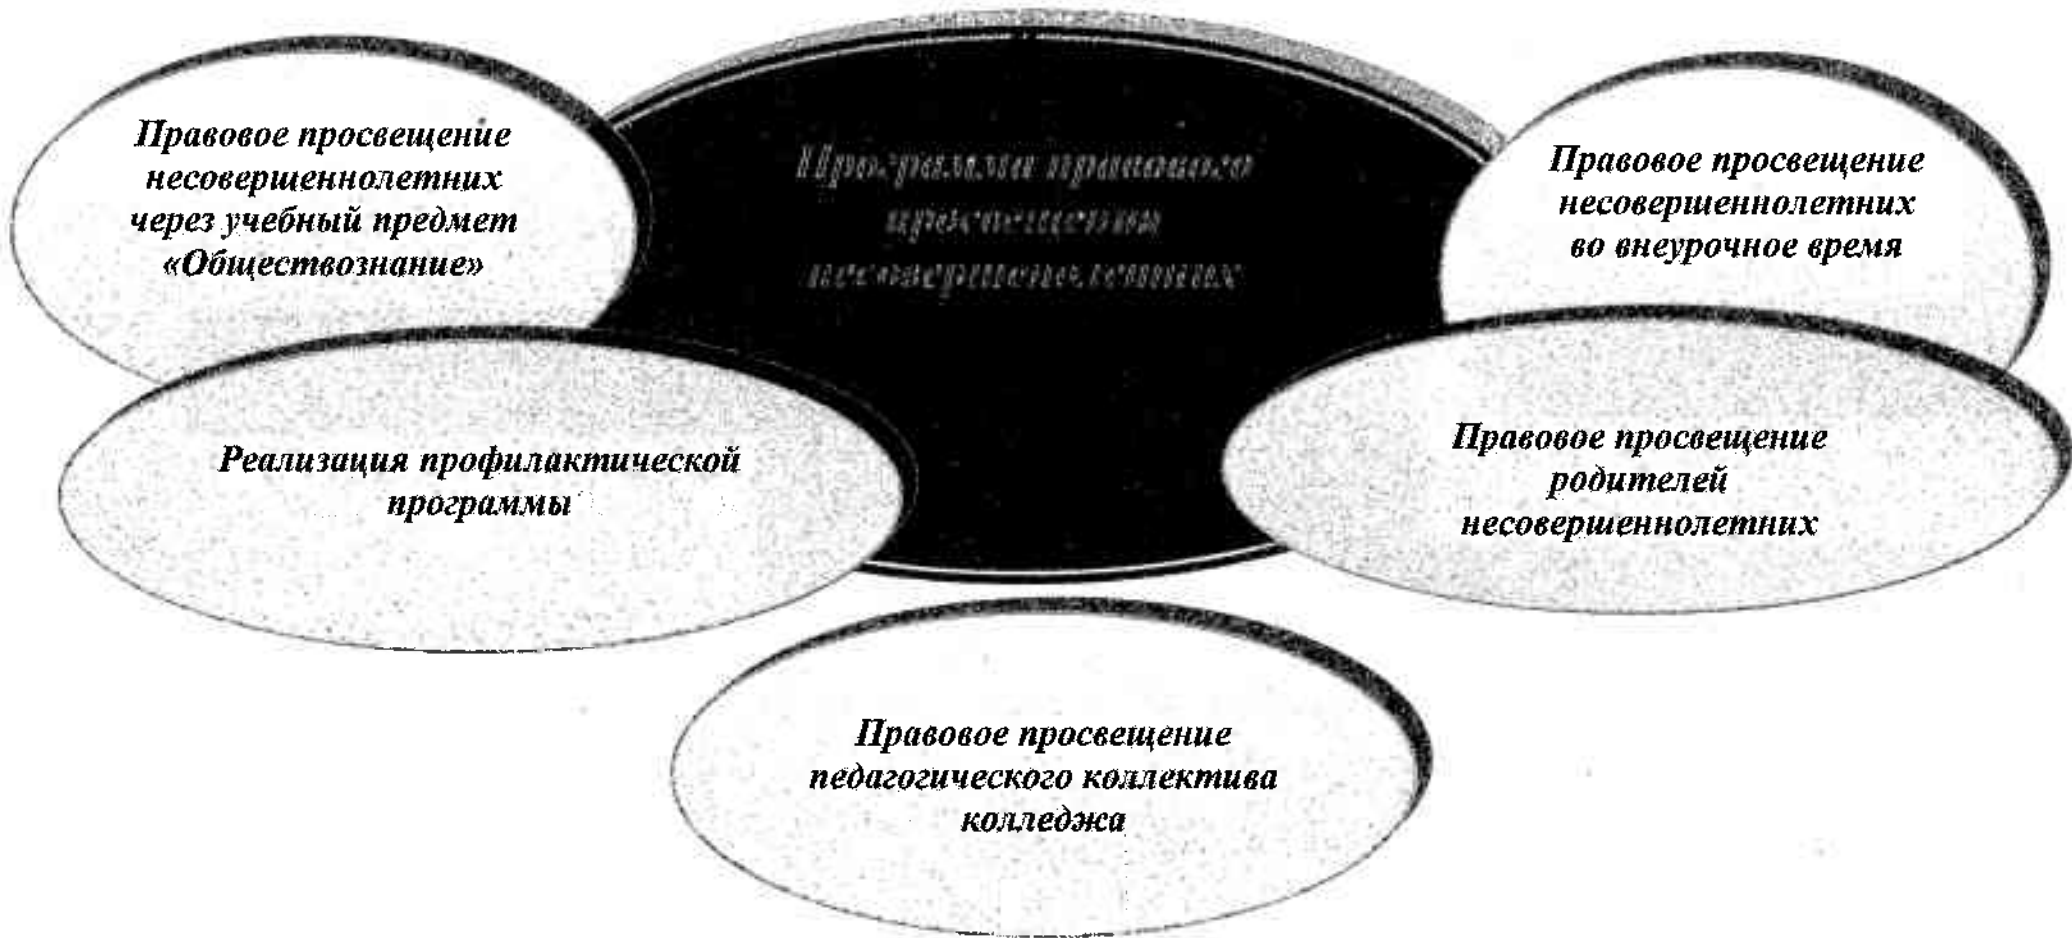 Правовое просвещение
несовершеннолетних
через учебный предмет
«Обществознание»
Правовое просвещение
несовершеннолетних
во внеурочное время
Реализация профилактической
программы
Правовое просвещение
родителей
несовершеннолетних
Правовое просвещение
педагогического коллектива
колледжа